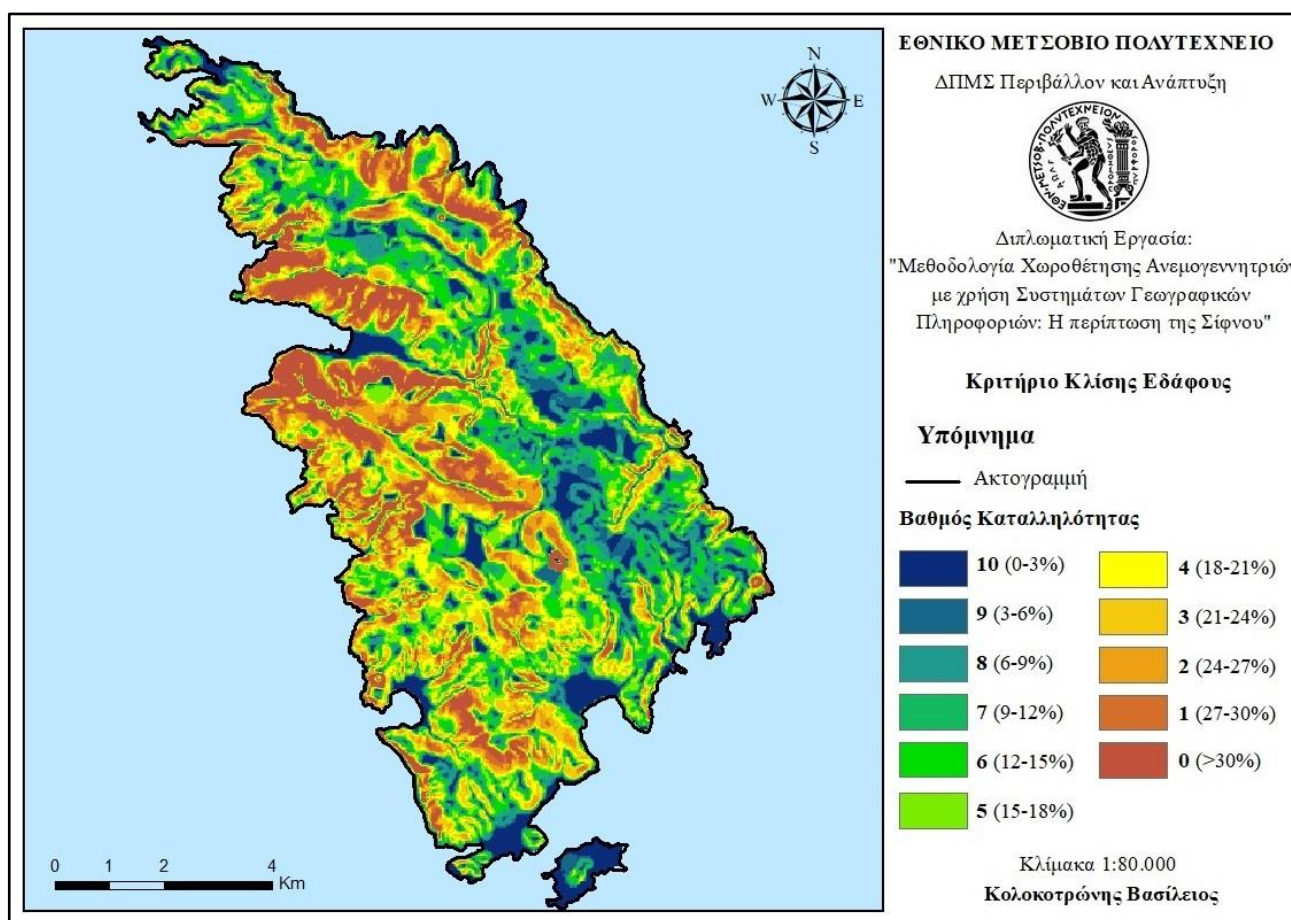 ΕΘΝΙΚΟ ΜΕΤΣΟΒΙΟ ΠΟΛΥΤΕΧΝΕΙΟ
ΔΠΜΣ Περιβάλλον και Ανάπτυξη
Διπλωματική Εργασία:
"Μεθοδολογία Χωροθέτησης Ανεμογεννητριών
με χρήση Συστημάτων Γεωγραφικών
Πληροφοριών: Η περίπτωση της Σίφνου"
Κριτήριο Κλίσης Εδάφους
Υπόμνημα
Ακτογραμμή
Βαθμός Καταλληλότητας
10 (0-3%)
9 (3-6%)
8 (6-9%)
7 (9-12%)
6 (12-15%)
5 (15-18%)
4 (18-21%)
3 (21-24%)
2 (24-27%)
1 (27-30%)
0 (>30%)
Κλίμακα 1:80.000
Κολοκοτρώνης Βασίλειος
N
W E
S
0 1 2 4
Km